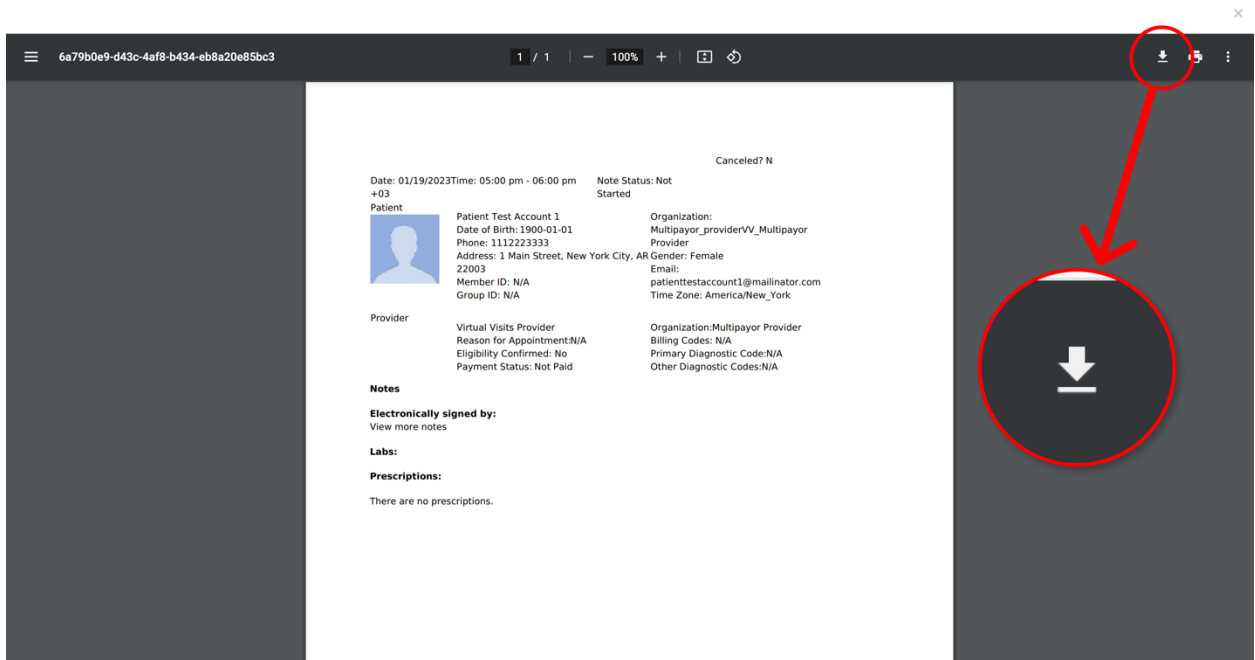 6a79b0e9-d43c-4af8-b434-eb8a20e85bc3
1 / 1
100%
Canceled? N
Date: 01/19/2023Time: 05:00 pm - 06:00 pm
+03
Note Status: Not
Started
Patient
Patient Test Account 1
Date of Birth: 1900-01-01
Phone: 1112223333
Address: 1 Main Street, New York City, AR
22003
Member ID: N/A
Group ID: N/A
Organization:
Multipayor_providerVV_Multipayor
Provider
Gender: Female
Email:
patienttestaccount1@mailinator.com
Time Zone: America/New_York
Provider
Virtual Visits Provider
Reason for Appointment:N/A
Eligibility Confirmed: No
Payment Status: Not Paid
Organization:Multipayor Provider
Billing Codes: N/A
Primary Diagnostic Code:N/A
Other Diagnostic Codes:N/A
Notes
Electronically signed by:
View more notes
Labs:
Prescriptions:
There are no prescriptions.